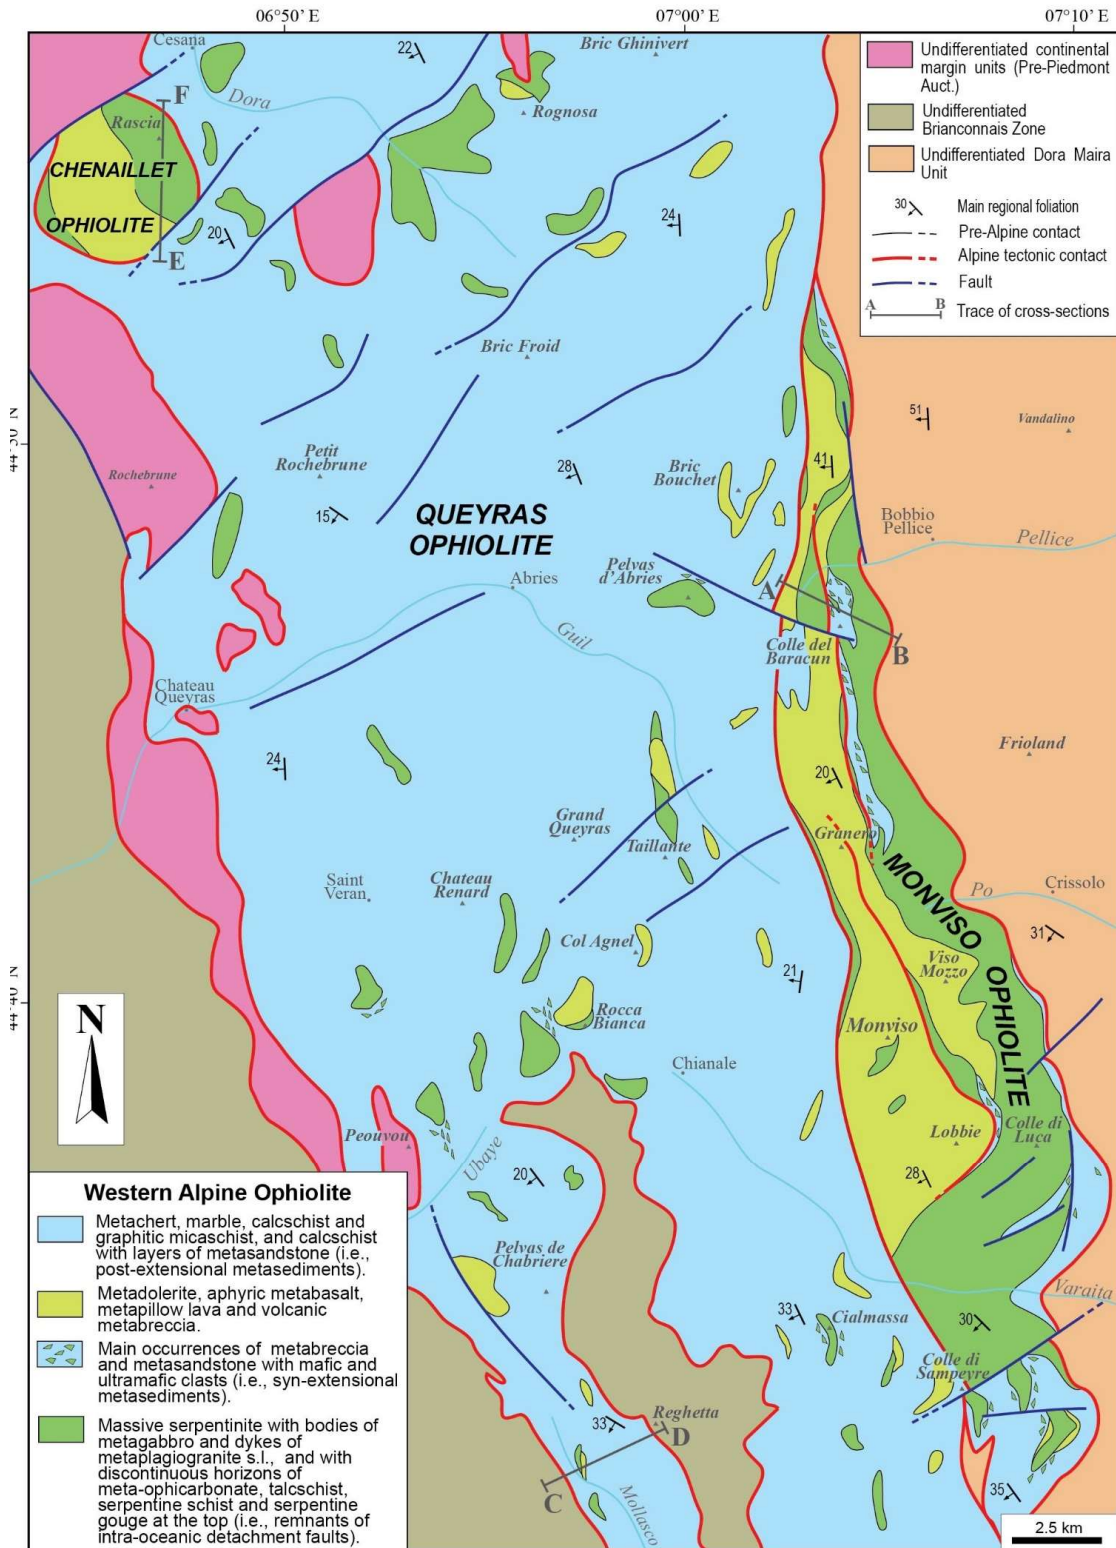 06°50’ E
07°00’ E
07°10’ E
Cesana
22
Bric Ghinivert
Undifferentiated continental
margin units (Pre-Piedmont
Auct.)
Undifferentiated
Brianconnais Zone
Undifferentiated Dora Maira
Unit
30
Main regional foliation
Pre-Alpine contact
Alpine tectonic contact
Fault
A
B
Trace of cross-sections
F
Dora
Rascia
Rognosa
CHENAILLET
OPHIOLITE
20
24
E
Bric Froid
51
Vandalino
Petit
Rochebrune
Rochebrune
28
Bric
Bouchet
41
15
QUEYRAS
OPHIOLITE
Bobbio
Pellice
Pellice
Abries
Pelvas
d’Abries
A
Guil
Colle del
Baracun
B
Chateau
Queyras
Frioland
24
20
Grand
Queyras
Taillante
Granero
MONVISO OPHIOLITE
Saint
Veran
Chateau
Renard
Po
Crissolo
31
Col Agnel
Viso
Mozzo
21
44°40'
N
Rocca
Bianca
Monviso
Chianale
Peouvou
Ubaye
Lobbie
Colle di
Luca
20
28
Western Alpine Ophiolite
Metachert, marble, calcschist and
graphitic micaschist, and calcschist
with layers of metasandstone (i.e.,
post-extensional metasediments).
Metadolerite, aphyric metabasalt,
metapillow lava and volcanic
metabreccia.
Main occurrences of metabreccia
and metasandstone with mafic and
ultramafic clasts (i.e., syn-extensional
metasediments).
Massive serpentinite with bodies of
metagabbro and dykes of
metaplagiogranite s.l., and with
discontinuous horizons of
meta-ophicarbonate, talcschist,
serpentine schist and serpentine
gouge at the top (i.e., remnants of
intra-oceanic detachment faults).
Pelvas de
Chabriere
Varaita
33
Cialmassa
30
Colle di
Sampeyre
33
Reghetta
D
C
Mollasco
35
2.5 km